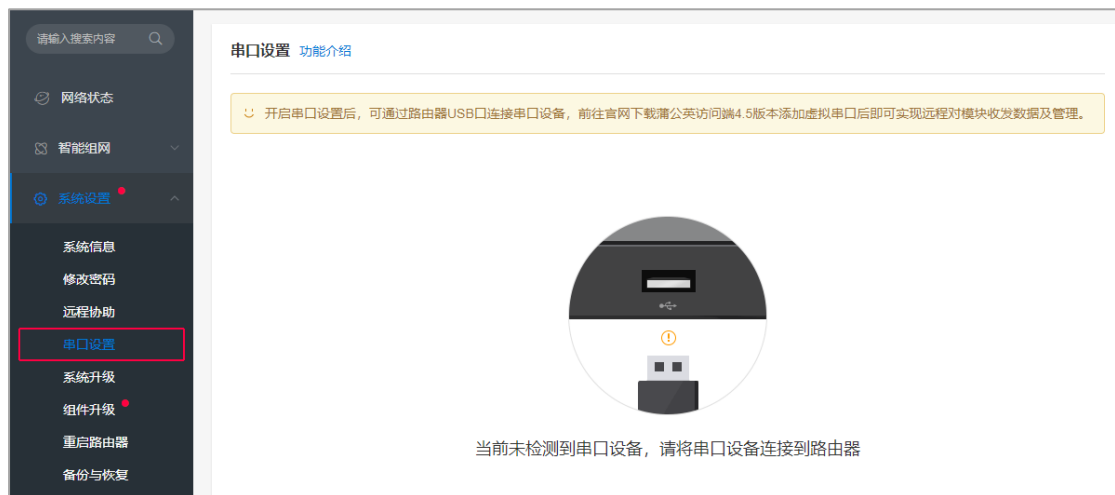 请输入搜索内容
网络状态
智能组网
系统设置
系统信息
修改密码
远程协助
串口设置
系统升级
组件升级
重启路由器
备份与恢复
串口设置 功能介绍
开启串口设置后，可通过路由器USB口连接串口设备，前往官网下载蒲公英访问端4.5版本添加虚拟串口后即可实现远程对模块收发数据及管理。
当前未检测到串口设备，请将串口设备连接到路由器